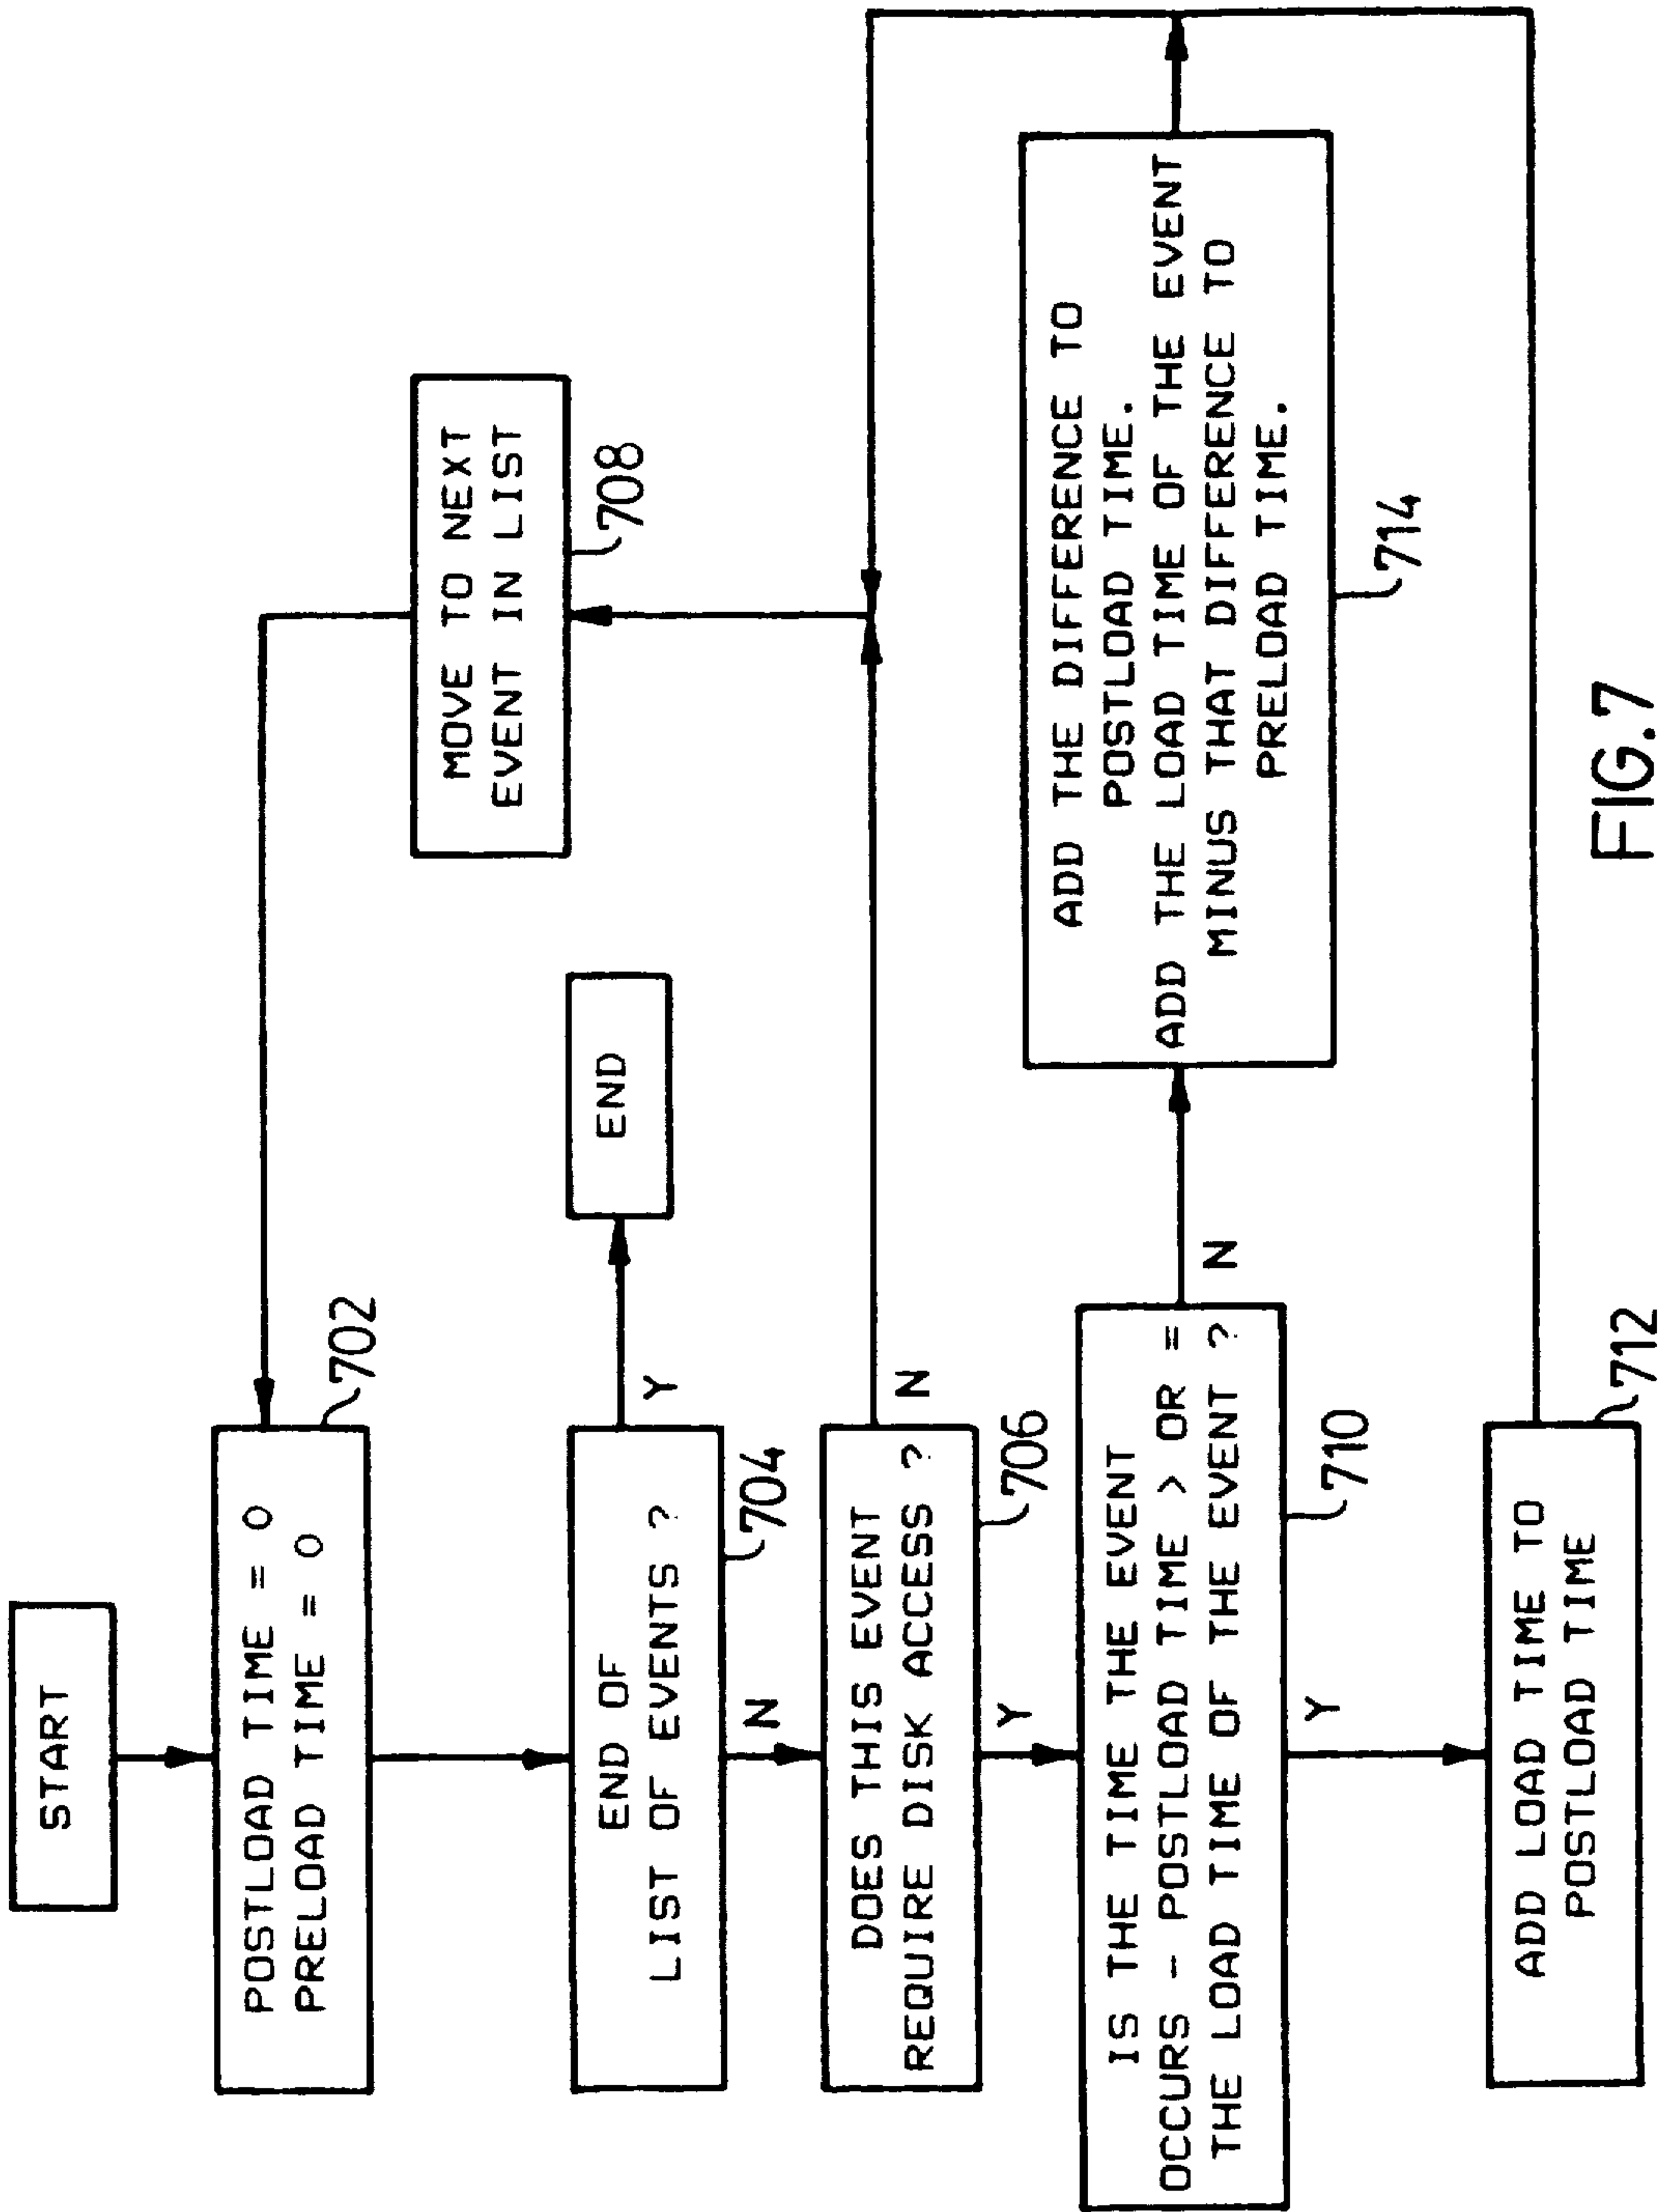 START
POSTLOAD TIME = 0
PRELOAD TIME = 0
702
END OF
LIST OF EVENTS ?
704
Y
N
END
MOVE TO NEXT
EVENT IN LIST
708
DOES THIS EVENT
REQUIRE DISK ACCESS ?
706
N
Y
IS THE TIME THE EVENT
OCCURS - POSTLOAD TIME > OR =
THE LOAD TIME OF THE EVENT ?
710
N
Y
ADD THE DIFFERENCE TO
POSTLOAD TIME.
ADD THE LOAD TIME OF THE EVENT
MINUS THAT DIFFERENCE TO
PRELOAD TIME.
714
ADD LOAD TIME TO
POSTLOAD TIME
712
FIG.7